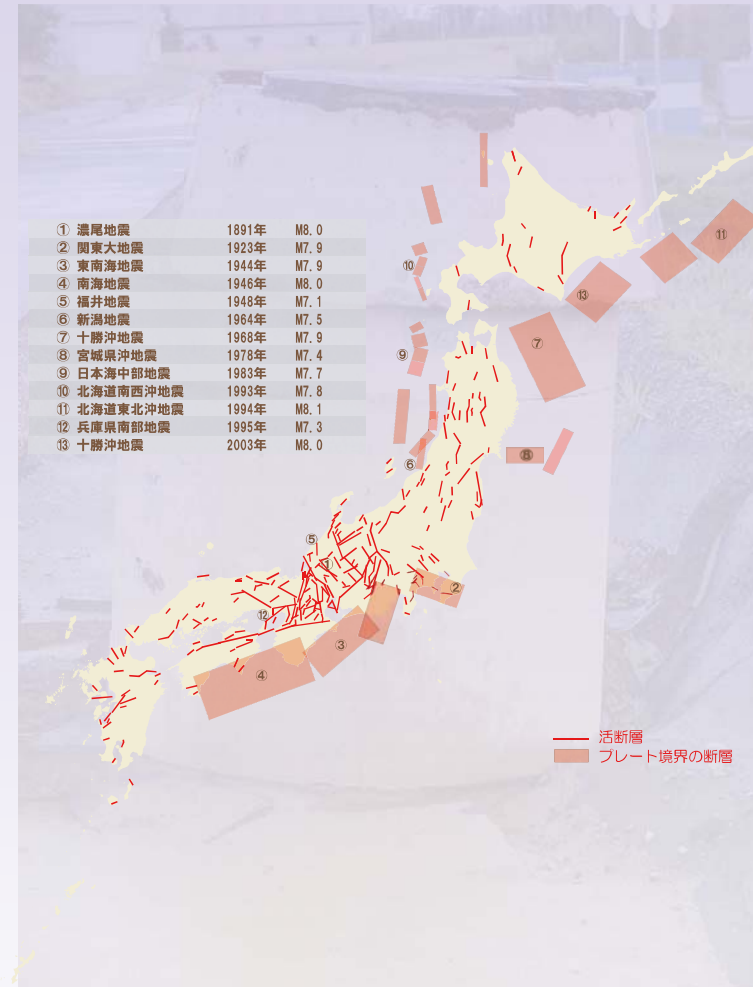 ① 濃尾地震 1891年 M8.0
② 関東大地震 1923年 M7.9
③ 東南海地震 1944年 M7.9
④ 南海地震 1946年 M8.0
⑤ 福井地震 1948年 M7.1
⑥ 新潟地震 1964年 M7.5
⑦ 十勝沖地震 1968年 M7.9
⑧ 宮城県沖地震 1978年 M7.4
⑨ 日本海中部地震 1983年 M7.7
⑩ 北海道南西沖地震 1993年 M7.8
⑪ 北海道東北沖地震 1994年 M8.1
⑫ 兵庫県南部地震 1995年 M7.3
⑬ 十勝沖地震 2003年 M8.0
⑪
⑩
⑬
⑦
⑨
⑧
⑥
⑤
①
②
⑫
③
④
活断層
プレート境界の断層